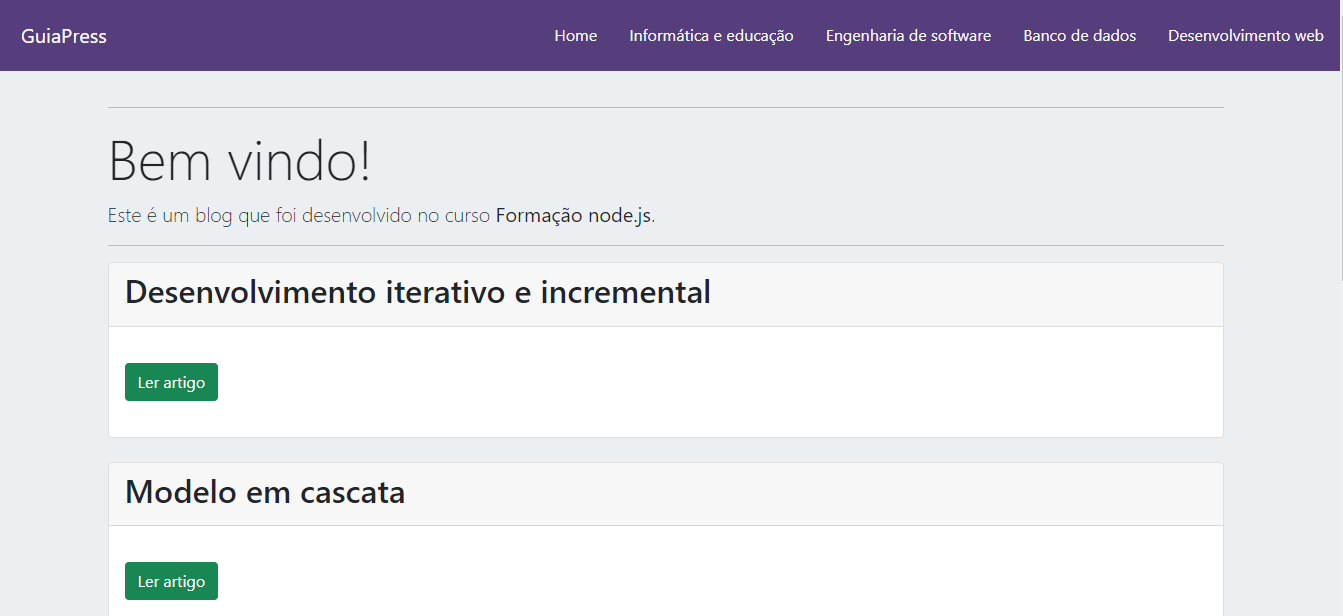 GuiaPress Home Informática e educação Engenharia de software Banco de dados Desenvolvimento web
Bem vindo!
Este é um blog que foi desenvolvido no curso Formação node.js.
Desenvolvimento iterativo e incremental
Ler artigo
Modelo em cascata
Ler artigo